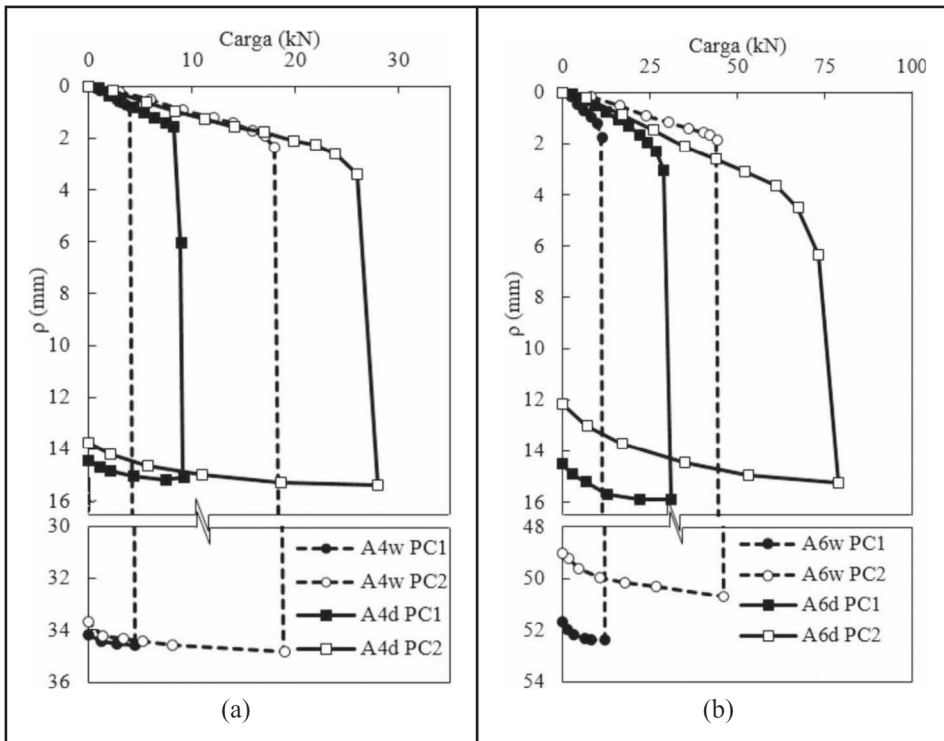 Carga (kN)
0 10 20 30
0
2
4
6
8
10
12
14
16
ρ (mm)
30
32
34
36
A4w PC1
A4w PC2
A4d PC1
A4d PC2
(a)
Carga (kN)
0 25 50 75 100
0
2
4
6
8
10
12
14
16
ρ (mm)
48
50
52
54
A6w PC1
A6w PC2
A6d PC1
A6d PC2
(b)